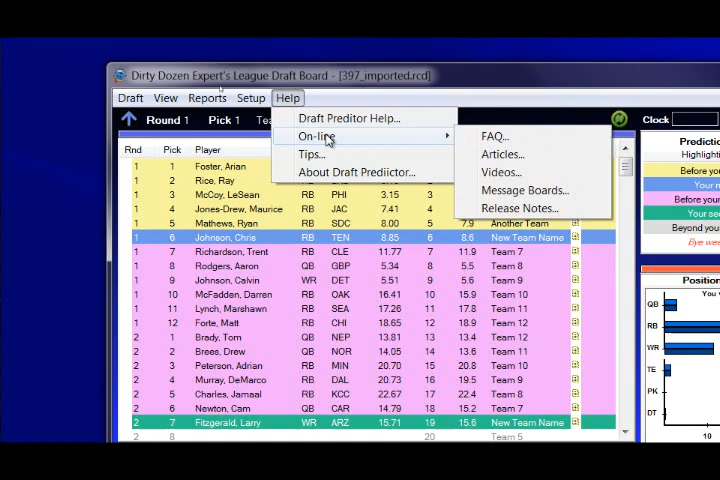 Dirty Dozen Expert's League Draft Board - [397_imported.rcd]
Draft View Reports Setup Help
Round 1 Pick 1 Clock
Draft Preditor Help...
On-line
Tips...
About Draft Prediictor...
FAQ...
Articles...
Videos...
Message Boards...
Release Notes...
Rnd Pick Player
1 1 Foster, Arian
1 2 Rice, Ray RB
1 3 McCoy, LeSean RB PHI 3.15
1 4 Jones-Drew, Maurice RB JAC 7.41
1 5 Mathews, Ryan RB SDC 8.00 5 7.9 Another Team
1 6 Johnson, Chris RB TEN 8.85 6 8.6 New Team Name
1 7 Richardson, Trent RB CLE 11.77 7 11.9 Team 7
1 8 Rodgers, Aaron QB GBP 5.34 8 5.5 Team 8
1 9 Johnson, Calvin WR DET 5.51 9 5.6 Team 9
1 10 McFadden, Darren RB OAK 16.41 10 15.9 Team 10
1 11 Lynch, Marshawn RB SEA 17.26 11 17.8 Team 11
1 12 Forte, Matt RB CHI 18.65 12 18.9 Team 12
2 1 Brady, Tom QB NEP 13.81 13 13.4 Team 12
2 2 Brees, Drew QB NOR 14.05 14 13.6 Team 11
2 3 Peterson, Adrian RB MIN 20.70 15 20.8 Team 10
2 4 Murray, DeMarco RB DAL 20.73 16 19.5 Team 9
2 5 Charles, Jamaal RB KCC 22.67 17 22.4 Team 8
2 6 Newton, Cam QB CAR 14.79 18 15.2 Team 7
2 7 Fitzgerald, Larry WR ARZ 15.71 19 15.6 New Team Name
2 8 20 Team 5
Highlighti
Before you
Your n
Before your
Your se
Beyond your
Bye wee
Position
You v
QB
RB
WR
TE
PK
DT
10